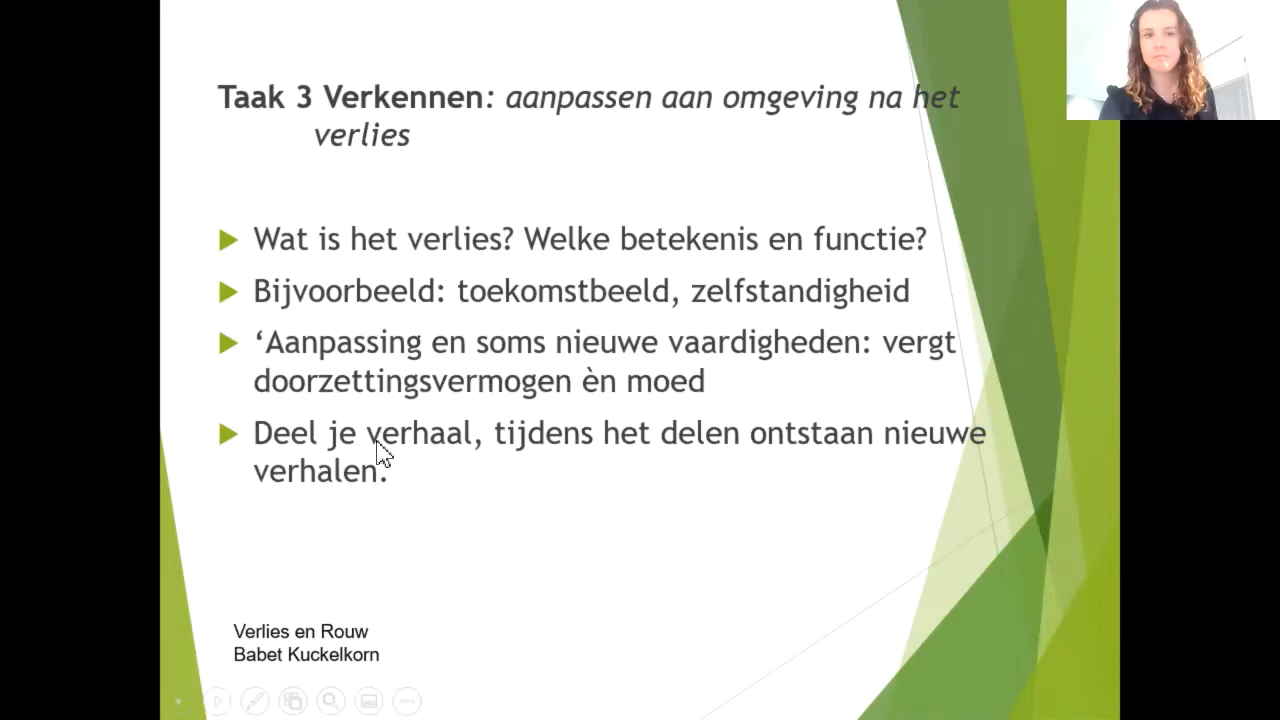 Taak 3 Verkennen: aanpassen aan omgeving na het
verlies
Wat is het verlies? Welke betekenis en functie?
Bijvoorbeeld: toekomstbeeld, zelfstandigheid
‘Aanpassing en soms nieuwe vaardigheden: vergt
doorzettingsvermogen èn moed
Deel je verhaal, tijdens het delen ontstaan nieuwe
verhalen.
Verlies en Rouw
Babet Kuckelkorn